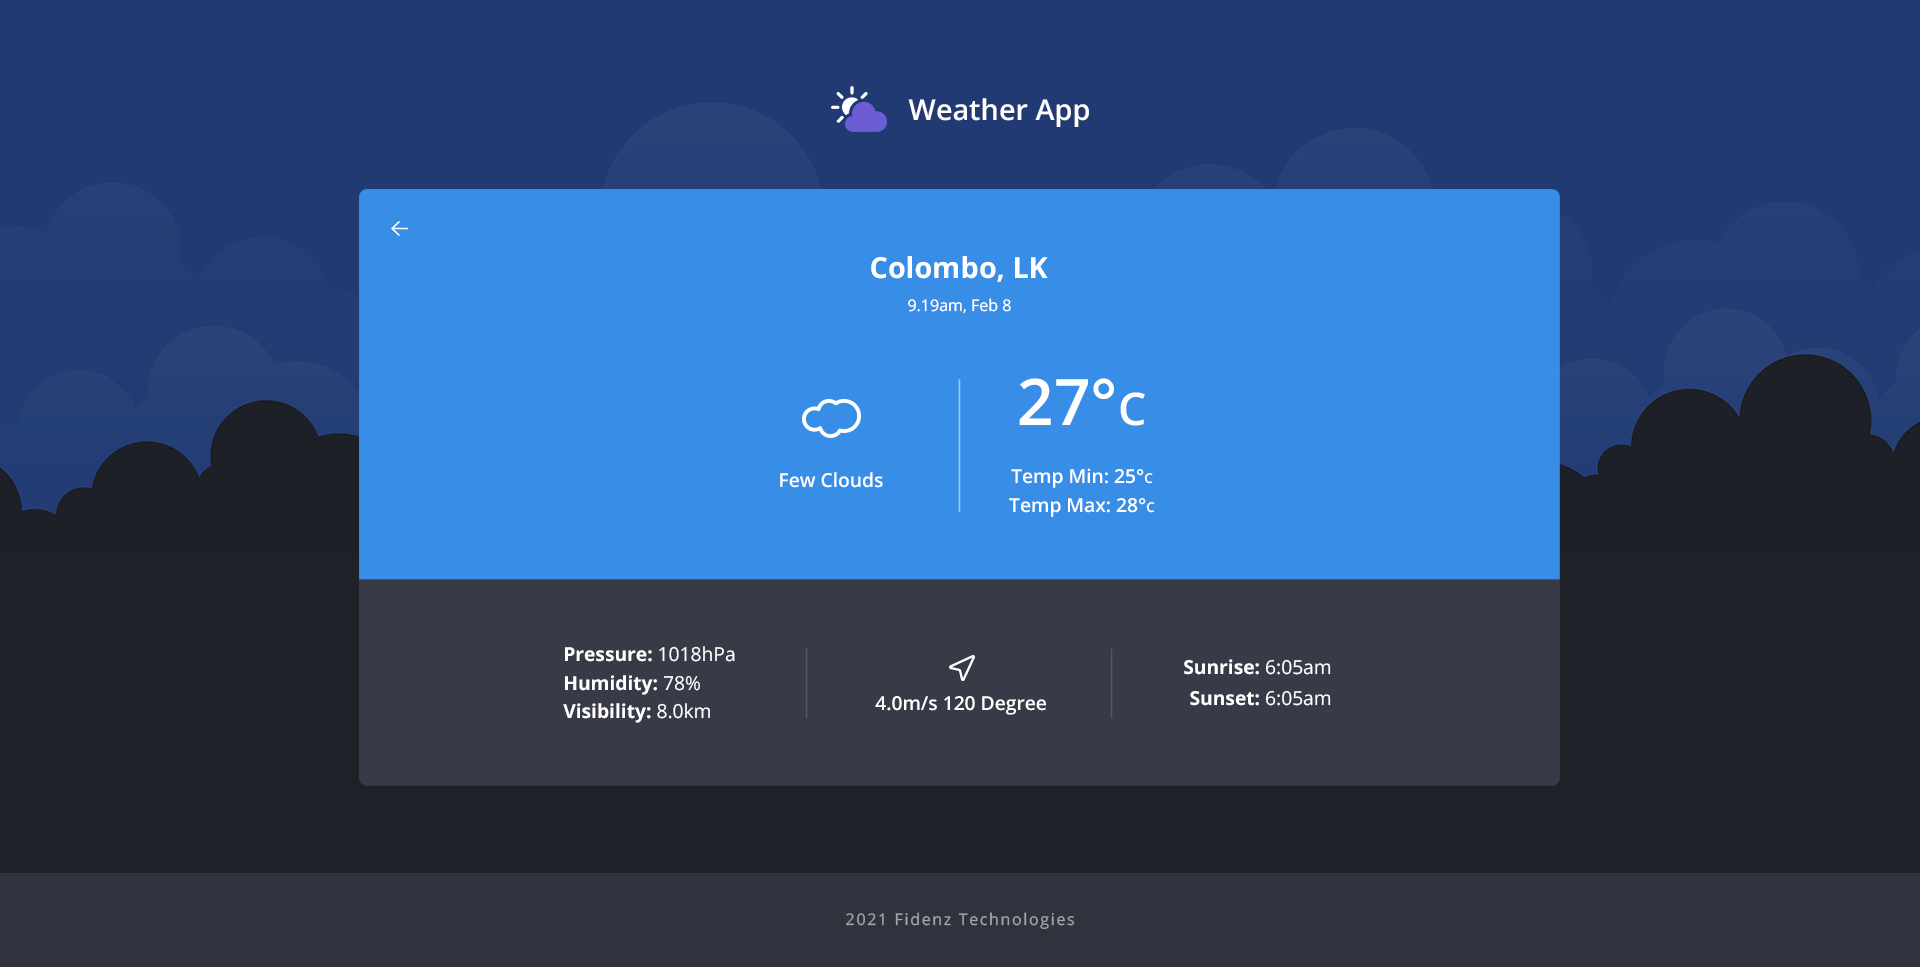 Weather App
Colombo, LK
9.19am, Feb 8
27°c
Few Clouds
Temp Min: 25°c
Temp Max: 28°c
Pressure: 1018hPa
Humidity: 78%
Visibility: 8.0km
4.0m/s 120 Degree
Sunrise: 6:05am
Sunset: 6:05am
2021 Fidenz Technologies